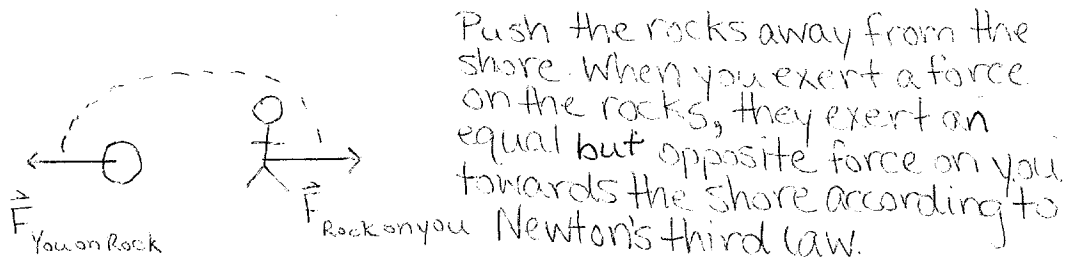 Push the rocks away from the
shore. When you exert a force
on the rocks, they exert an
equal but opposite force on you
towards the shore according to
Newton's third law.
F You on Rock
F Rock on you